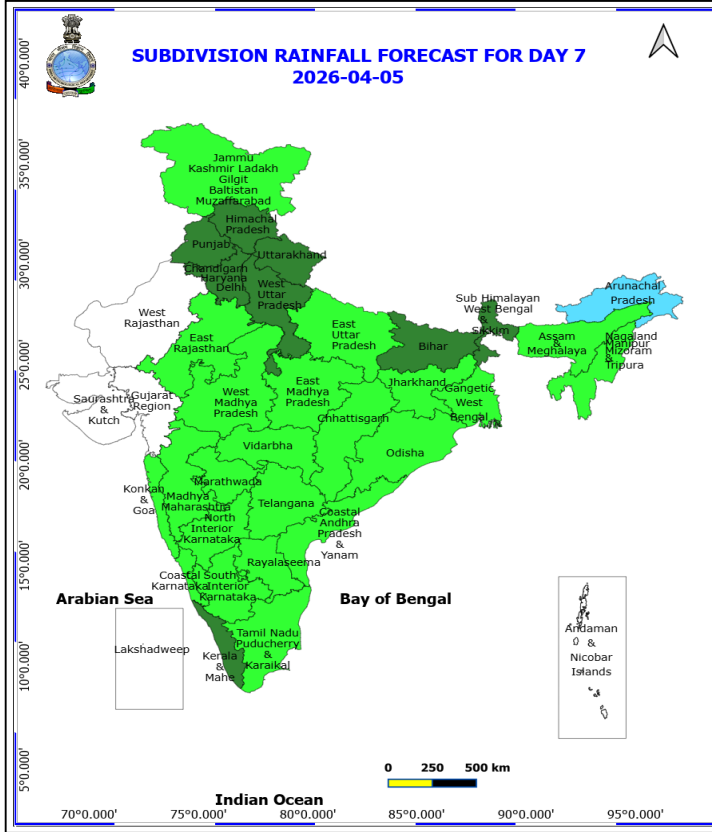 SUBDIVISION RAINFALL FORECAST FOR DAY 7
2026-04-05
40°0.000'
35°0.000'
30°0.000'
25°0.000'
20°0.000'
15°0.000'
10°0.000'
5°0.000'
Jammu
Kashmir Ladakh
Gilgit
Baltistan
Muzaffarabad
Himachal
Pradesh
Punjab
Uttarakhand
Chandigarh
Haryana
Delhi
West
Uttar
Pradesh
West
Rajasthan
East
Rajasthan
East
Uttar
Pradesh
Bihar
Sub Himalayan
West Bengal
&
Sikkim
Arunachal
Pradesh
Assam
&
Meghalaya
Nagaland
Manipur
Mizoram
&
Tripura
Saurashtra
&
Kutch
Gujarat
Region
West
Madhya
Pradesh
East
Madhya
Pradesh
Jharkhand
Gangetic
West
Bengal
Chhattisgarh
Odisha
Vidarbha
Konkan
&
Goa
Madhya
Maharashtra
Marathwada
Telangana
North
Interior
Karnataka
Coastal
Andhra
Pradesh
&
Yanam
Rayalaseema
Coastal
Karnataka
South
Interior
Karnataka
Arabian Sea
Bay of Bengal
Lakshadweep
Kerala
&
Mahe
Tamil Nadu
Puducherry
&
Karaikal
Andaman
&
Nicobar
Islands
0 250 500 km
Indian Ocean
70°0.000' 75°0.000' 80°0.000' 85°0.000' 90°0.000' 95°0.000'